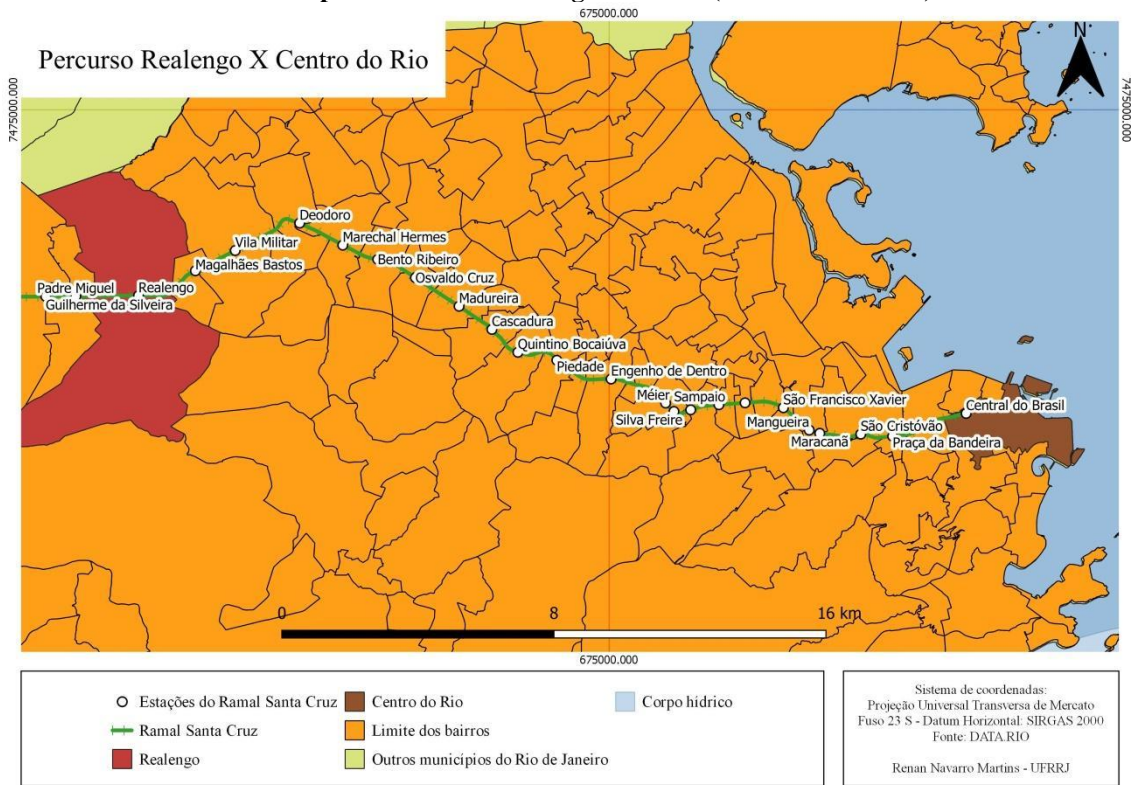 675000.000
Percurso Realengo X Centro do Rio
N
7475000.000
7475000.000
Deodoro
Marechal Hermes
Vila Militar
Bento Ribeiro
Magalhães Bastos
Osvaldo Cruz
Padre Miguel
Realengo
Guilherme da Silveira
Madureira
Cascadura
Quintino Bocaiúva
Piedade
Engenho de Dentro
Méier
Sampaio
São Francisco Xavier
Silva Freire
Mangueira
Central do Brasil
São Cristóvão
Maracanã
Praça da Bandeira
0 8 16 km
675000.000
Estações do Ramal Santa Cruz
Ramal Santa Cruz
Realengo
Centro do Rio
Limite dos bairros
Outros municípios do Rio de Janeiro
Corpo hídrico
Sistema de coordenadas:
Projeção Universal Transversa de Mercato
Fuso 23 S - Datum Horizontal: SIRGAS 2000
Fonte: DATA.RIO
Renan Navarro Martins - UFRRJ